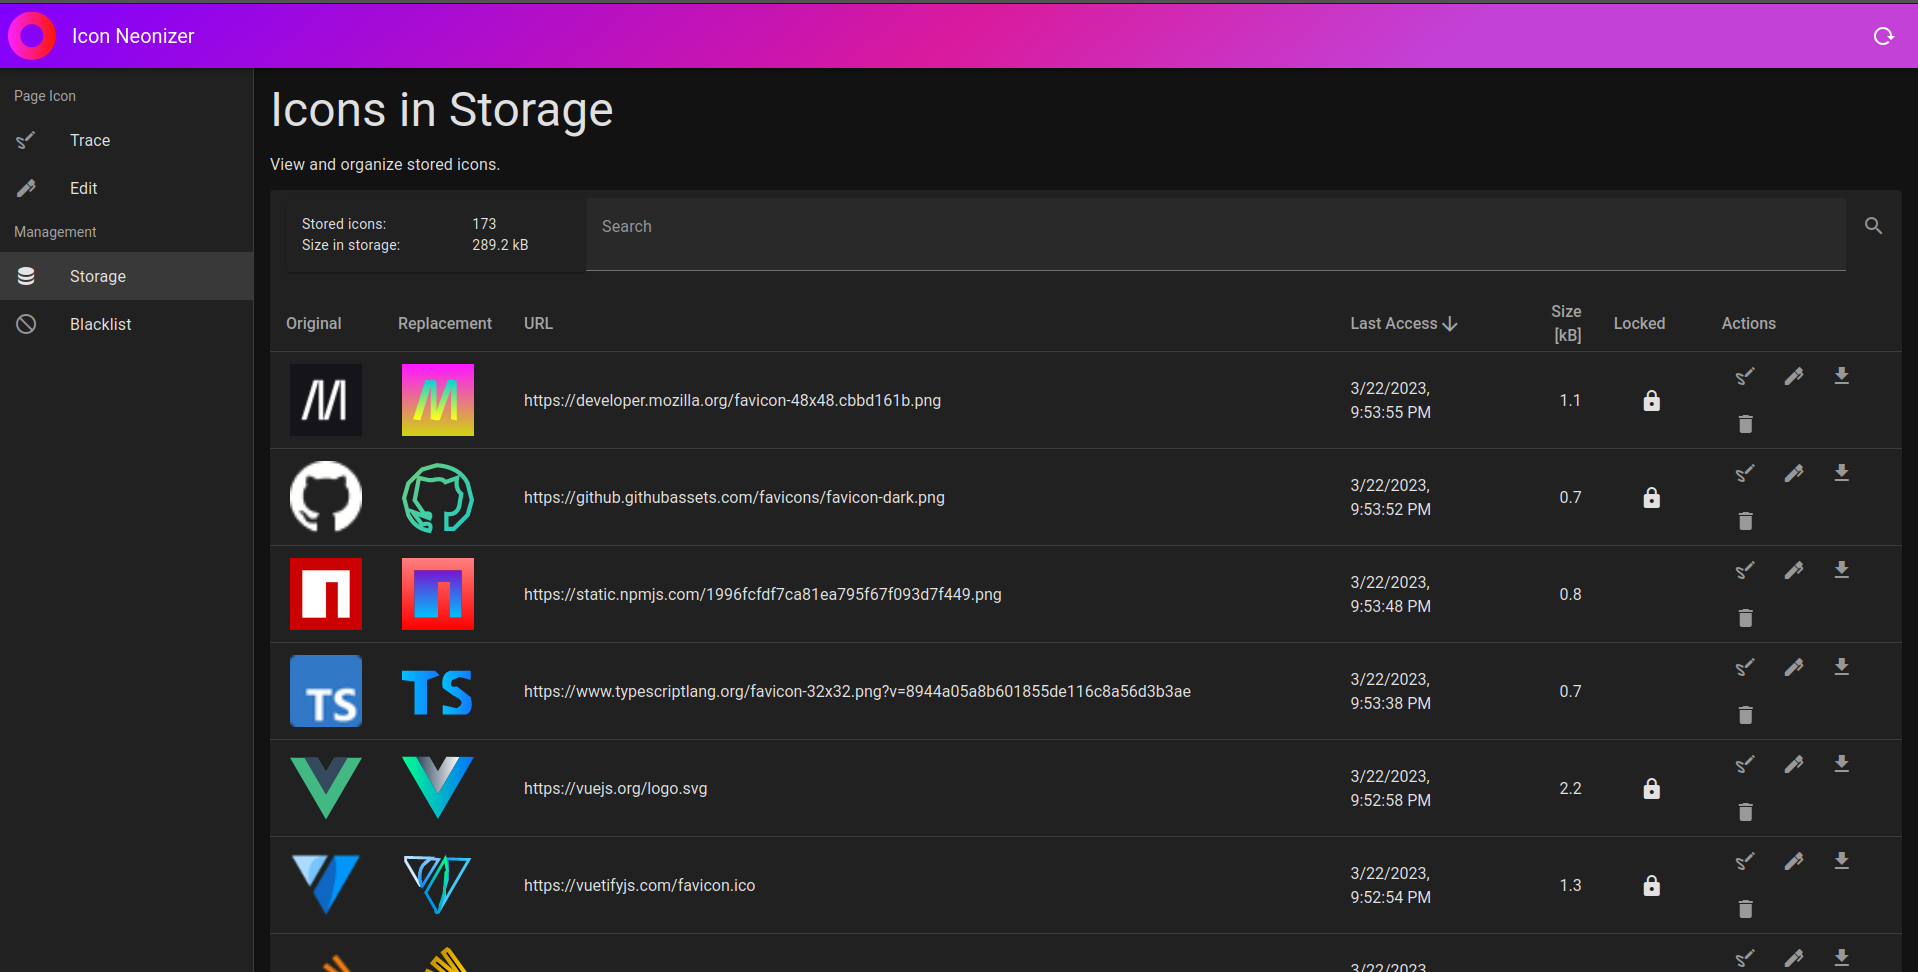 Icon Neonizer
Page Icon
Trace
Edit
Management
Storage
Blacklist
Icons in Storage
View and organize stored icons.
Stored icons: 173
Size in storage: 289.2 kB
Search
Original Replacement URL Last Access Size [kB] Locked Actions
https://developer.mozilla.org/favicon-48x48.cbbd161b.png 3/22/2023, 9:53:55 PM 1.1
https://github.githubassets.com/favicons/favicon-dark.png 3/22/2023, 9:53:52 PM 0.7
https://static.npmjs.com/1996fcfdf7ca81ea795f67f093d7f449.png 3/22/2023, 9:53:48 PM 0.8
TS TS https://www.typescriptlang.org/favicon-32x32.png?v=8944a05a8b601855de116c8a56d3b3ae 3/22/2023, 9:53:38 PM 0.7
https://vuejs.org/logo.svg 3/22/2023, 9:52:58 PM 2.2
https://vuetifyjs.com/favicon.ico 3/22/2023, 9:52:54 PM 1.3
3/22/2023